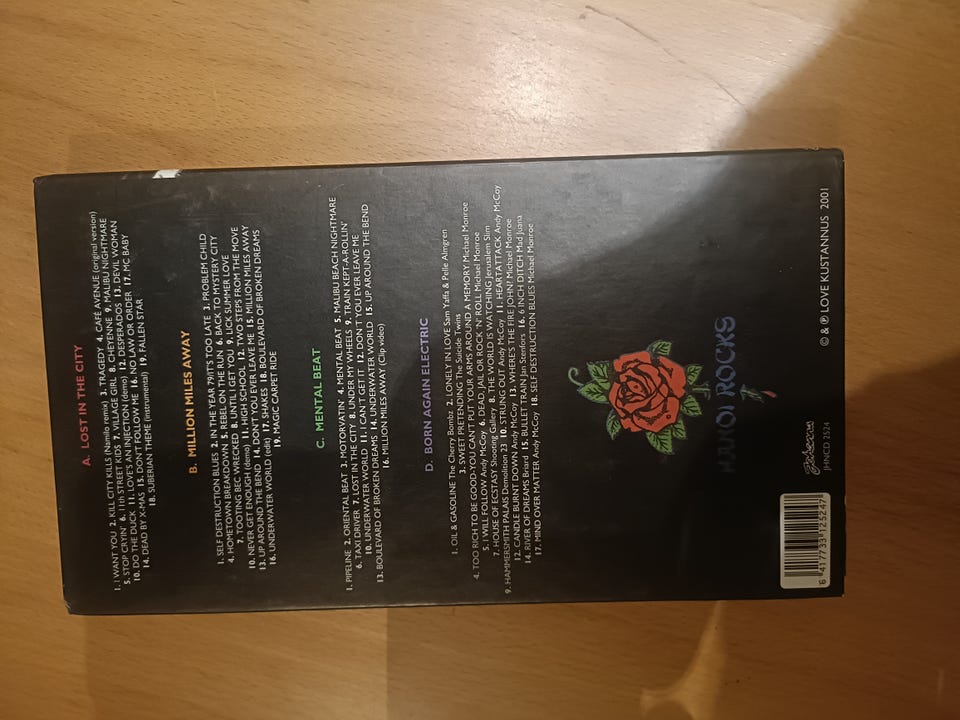 A. LOST IN THE CITY
1. I WANT YOU 2. KILL CITY KILLS (Namilo remix) 3. TRAGEDY 4. CAFÉ AVENUE (original version)
5. STOP CRYIN' 6. 11th STREET KIDS 7. VILLAGE GIRL 8. CHEYENNE 9. MALIBU NIGHTMARE
10. DO THE DUCK 11. LOVE'S AN INJECTION (demo) 12. DESPERADOS 13. DEVIL WOMAN
14. DEAD BY X-MAS 15. DON'T FOLLOW ME 16. NO LAW OR ORDER 17. MC BABY
18. SUBERIAN THEME (instrumental) 19. FALLEN STAR
B. MILLION MILES AWAY
1. SELF DESTRUCTION BLUES 2. IN THE YEAR 79/IT'S TOO LATE 3. PROBLEM CHILD
4. HOMETOWN BREAKDOWN 5. REBEL ON THE RUN 6. BACK TO MYSTERY CITY
7. TOOTING BEC WRECKED 8. UNTIL I GET YOU 9. LICK SUMMER LOVE
10. NEVER GET ENOUGH (demo) 11. HIGH SCHOOL 12. TWO STEPS FROM THE MOVE
13. UP AROUND THE BEND 14. DON'T YOU EVER LEAVE ME 15. MILLION MILES AWAY
16. UNDERWATER WORLD (edit) 17. SHAKES 18. BOULEVARD OF BROKEN DREAMS
19. MAGIC CARPET RIDE
C. MENTAL BEAT
1. PIPELINE 2. ORIENTAL BEAT 3. MOTORVATIN' 4. MENTAL BEAT 5. MALIBU BEACH NIGHTMARE
6. TAXI DRIVER 7. LOST IN THE CITY 8. UNDER MY WHEELS 9. TRAIN KEPT-A-ROLLIN'
10. UNDERWATER WORLD 11. I CAN'T GET IT 12. DON'T YOU EVER LEAVE ME
13. BOULEVARD OF BROKEN DREAMS 14. UNDERWATER WORLD 15. UP AROUND THE BEND
16. MILLION MILES AWAY (Clip video)
D. BORN AGAIN ELECTRIC
1. OIL & GASOLINE The Cherry Bombz 2. LONELY IN LOVE Sam Yaffa & Pelle Almgren
3. SWEET PRETENDING The Suicide Twins
4. TOO RICH TO BE GOOD/YOU CAN'T PUT YOUR ARMS AROUND A MEMORY Michael Monroe
5. I WILL FOLLOW Andy McCoy 6. DEAD, JAIL OR ROCK 'N' ROLL Michael Monroe
7. HOUSE OF ECSTASY Shooting Gallery 8. THE WORLD IS WATCHING Jerusalem Slim
9. HAMMERSMITH PALAIS Demolition 23 10. STRUNG OUT Andy McCoy 11. HEARTATTACK Andy McCoy
12. CANDLE BURNT DOWN Andy McCoy 13. WHERE'S THE FIRE JOHN? Michael Monroe
14. RIVER OF DREAMS Briard 15. BULLET TRAIN Jan Stenfors 16. 6 INCH DITCH Mad Juana
17. MIND OVER MATTER Andy McCoy 18. SELF DESTRUCTION BLUES Michael Monroe
HANOI ROCKS
6 417733 125247
Johanna
JHNCD 2524
© & ℗ LOVE KUSTANNUS 2001